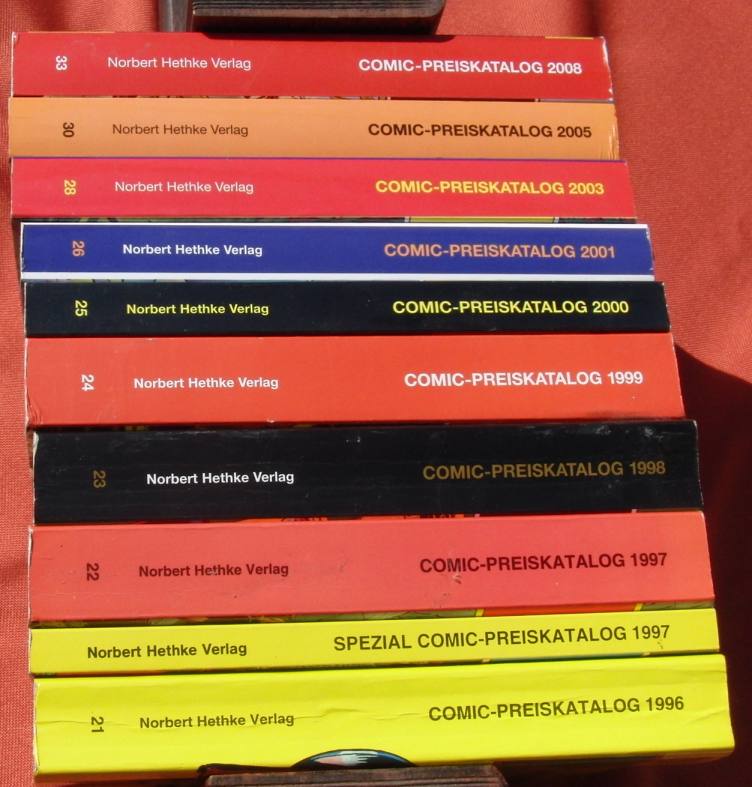 33 Norbert Hethke Verlag COMIC-PREISKATALOG 2008
30 Norbert Hethke Verlag COMIC-PREISKATALOG 2005
28 Norbert Hethke Verlag COMIC-PREISKATALOG 2003
26 Norbert Hethke Verlag COMIC-PREISKATALOG 2001
25 Norbert Hethke Verlag COMIC-PREISKATALOG 2000
24 Norbert Hethke Verlag COMIC-PREISKATALOG 1999
23 Norbert Hethke Verlag COMIC-PREISKATALOG 1998
22 Norbert Hethke Verlag COMIC-PREISKATALOG 1997
Norbert Hethke Verlag SPEZIAL COMIC-PREISKATALOG 1997
21 Norbert Hethke Verlag COMIC-PREISKATALOG 1996